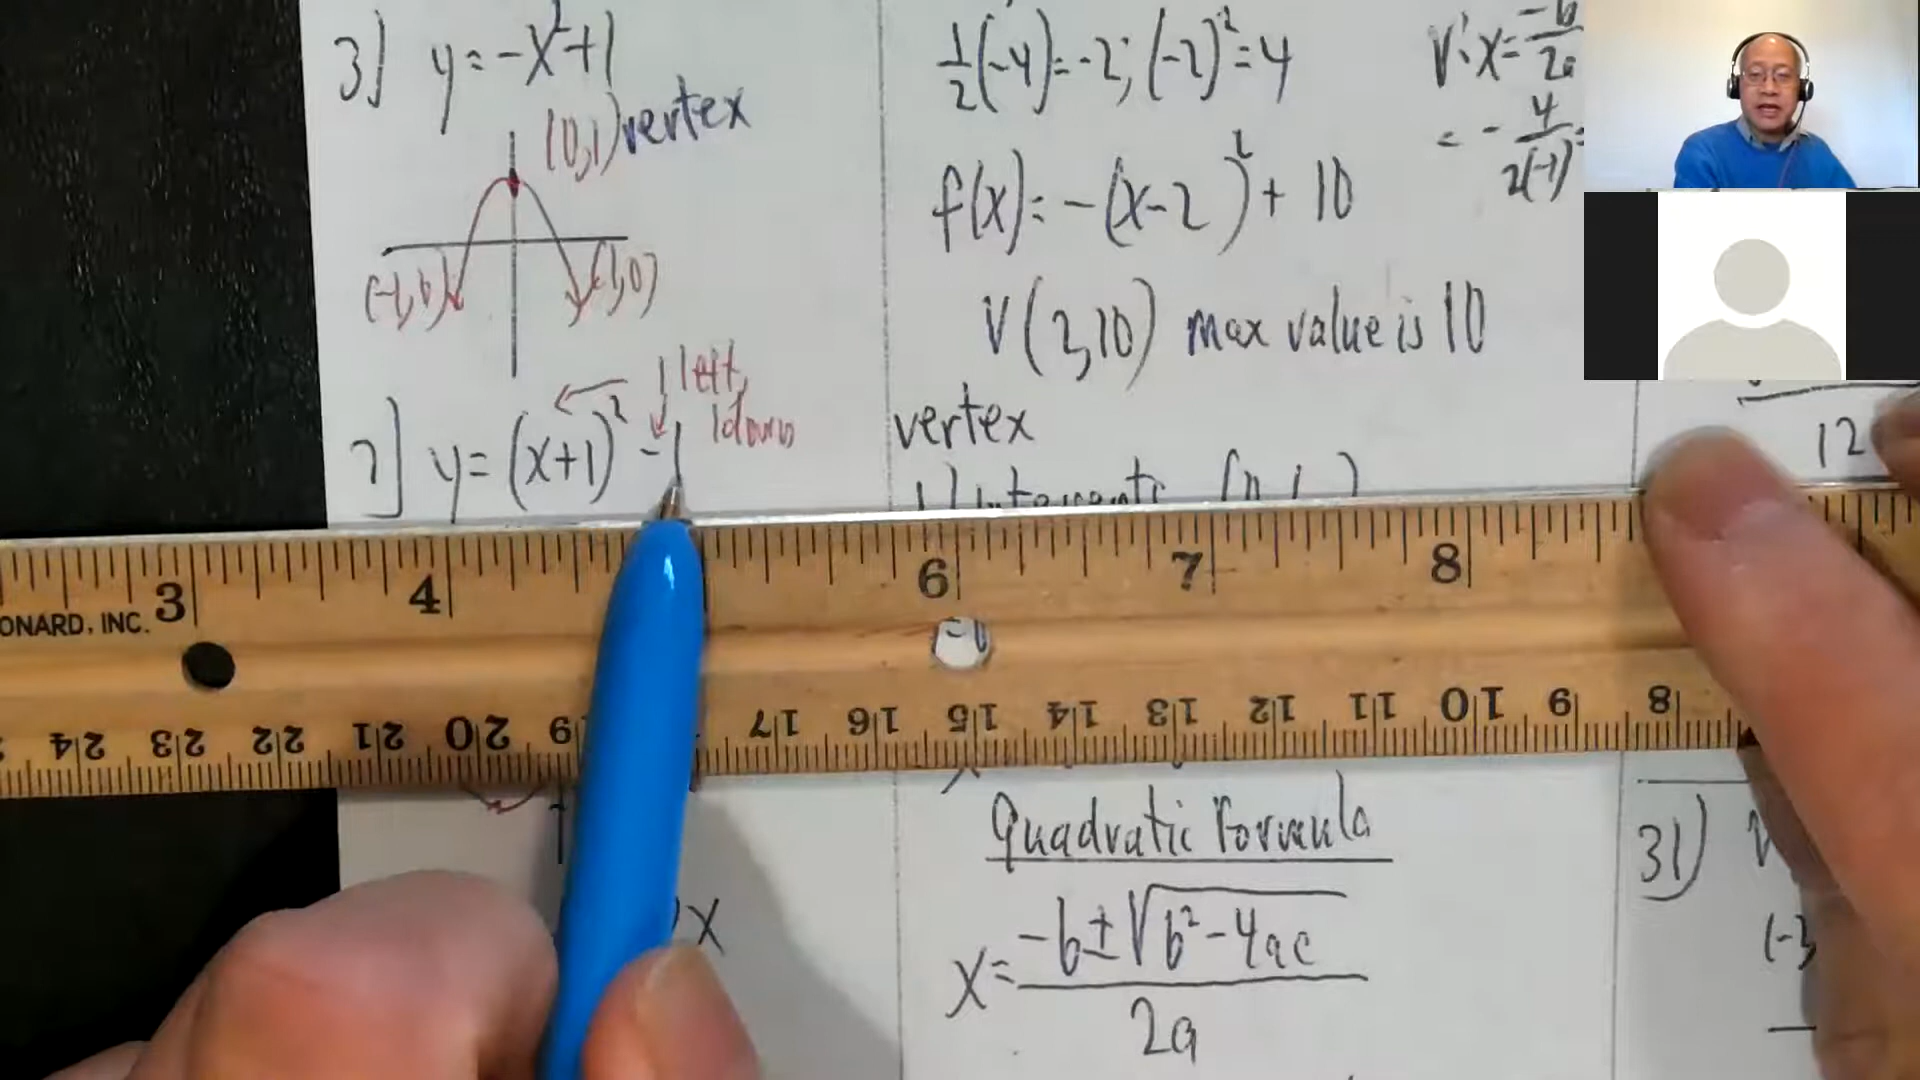 3) y=-x²+1
(0,1) vertex
(-1,0) (1,0)
1 left,
1 down
7] y=(x+1)²-1
1/2(-4)=-2; (-2)²=4
f(x)=-(x-2)²+10
V(2,10) max value is 10
vertex
V: x=-b/2a
= -4/2(-1)=
12
3 4 6 7 8
ONARD, INC.
24 23 22 21 20 19 17 16 15 14 13 12 11 10 9 8
Quadratic Formula
x=-b±√b²-4ac/2a
x
31)
(-3